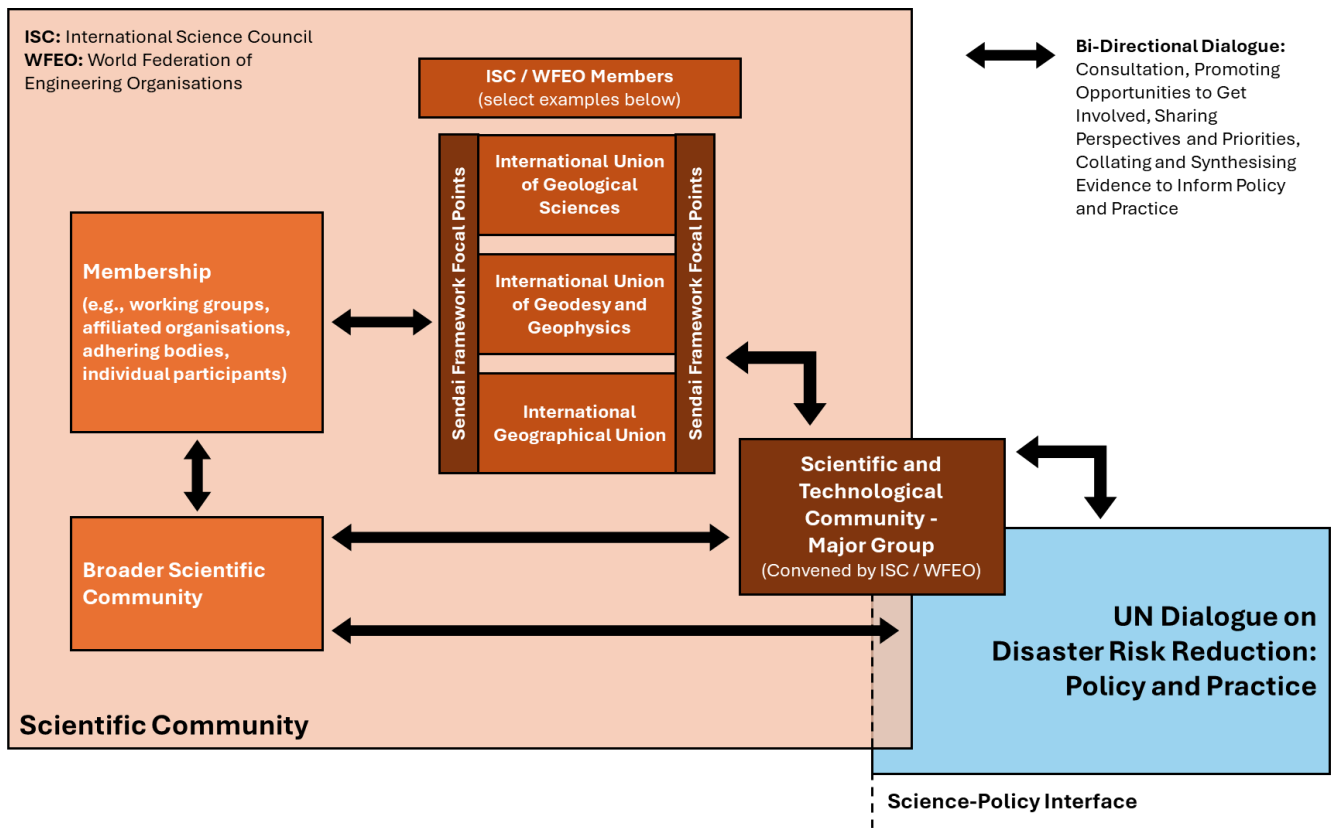 ISC: International Science Council
WFEO: World Federation of
Engineering Organisations
ISC / WFEO Members
(select examples below)
Bi-Directional Dialogue:
Consultation, Promoting
Opportunities to Get
Involved, Sharing
Perspectives and Priorities,
Collating and Synthesising
Evidence to Inform Policy
and Practice
Sendai Framework Focal Points
International Union
of Geological
Sciences
International Union
of Geodesy and
Geophysics
International
Geographical Union
Sendai Framework Focal Points
Membership
(e.g., working groups,
affiliated organisations,
adhering bodies,
individual participants)
Scientific and
Technological
Community -
Major Group
(Convened by ISC / WFEO)
Broader Scientific
Community
UN Dialogue on
Disaster Risk Reduction:
Policy and Practice
Scientific Community
Science-Policy Interface